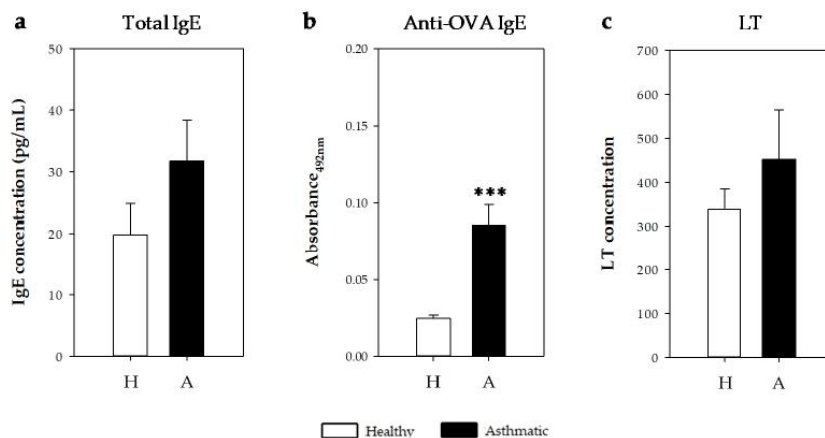 a Total IgE
IgE concentration (pg/mL)
50
40
30
20
10
0
H A
b Anti-OVA IgE
Absorbance492nm
0.20
0.15
0.10
0.05
0.00
***
H A
c LT
LT concentration
700
600
500
400
300
200
100
0
H A
Healthy Asthmatic